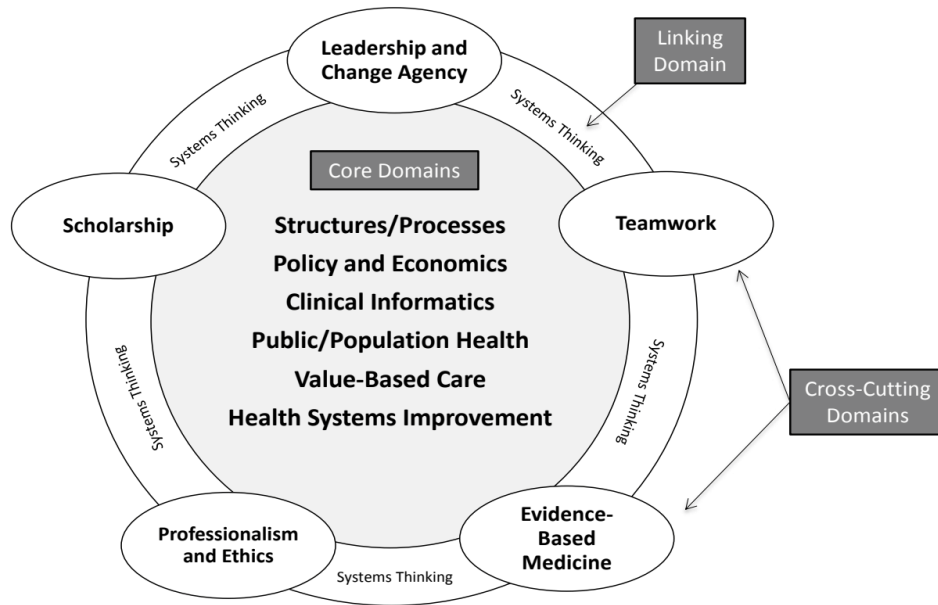 Leadership and
Change Agency
Linking
Domain
Systems Thinking
Systems Thinking
Core Domains
Scholarship
Structures/Processes
Policy and Economics
Clinical Informatics
Public/Population Health
Value-Based Care
Health Systems Improvement
Teamwork
Systems Thinking
Systems Thinking
Cross-Cutting
Domains
Professionalism
and Ethics
Evidence-
Based
Medicine
Systems Thinking